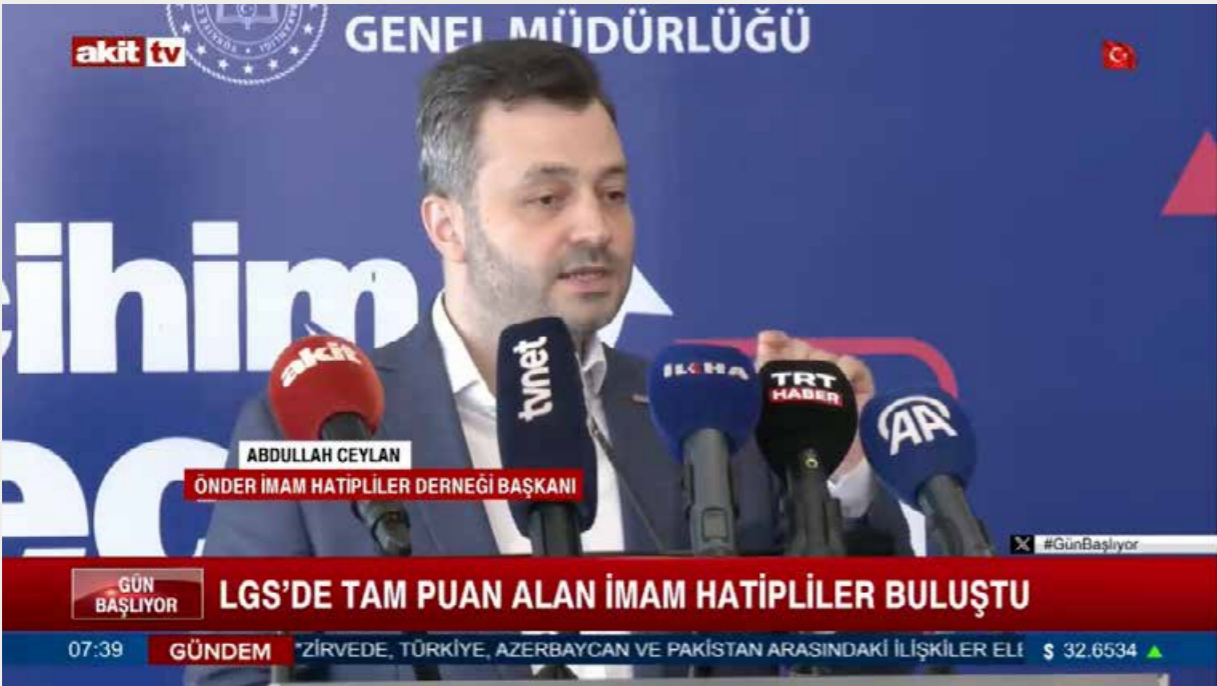 GENEL MÜDÜRLÜĞÜ
akit tv
cihim
akit
tvnet
İLKHA
TRT
HABER
AA
ABDULLAH CEYLAN
ÖNDER İMAM HATİPLİLER DERNEĞİ BAŞKANI
#GünBaşlıyor
GÜN
BAŞLIYOR
LGS'DE TAM PUAN ALAN İMAM HATİPLİLER BULUŞTU
07:39 GÜNDEM "ZİRVEDE, TÜRKİYE, AZERBAYCAN VE PAKİSTAN ARASINDAKİ İLİŞKİLER ELE $ 32.6534